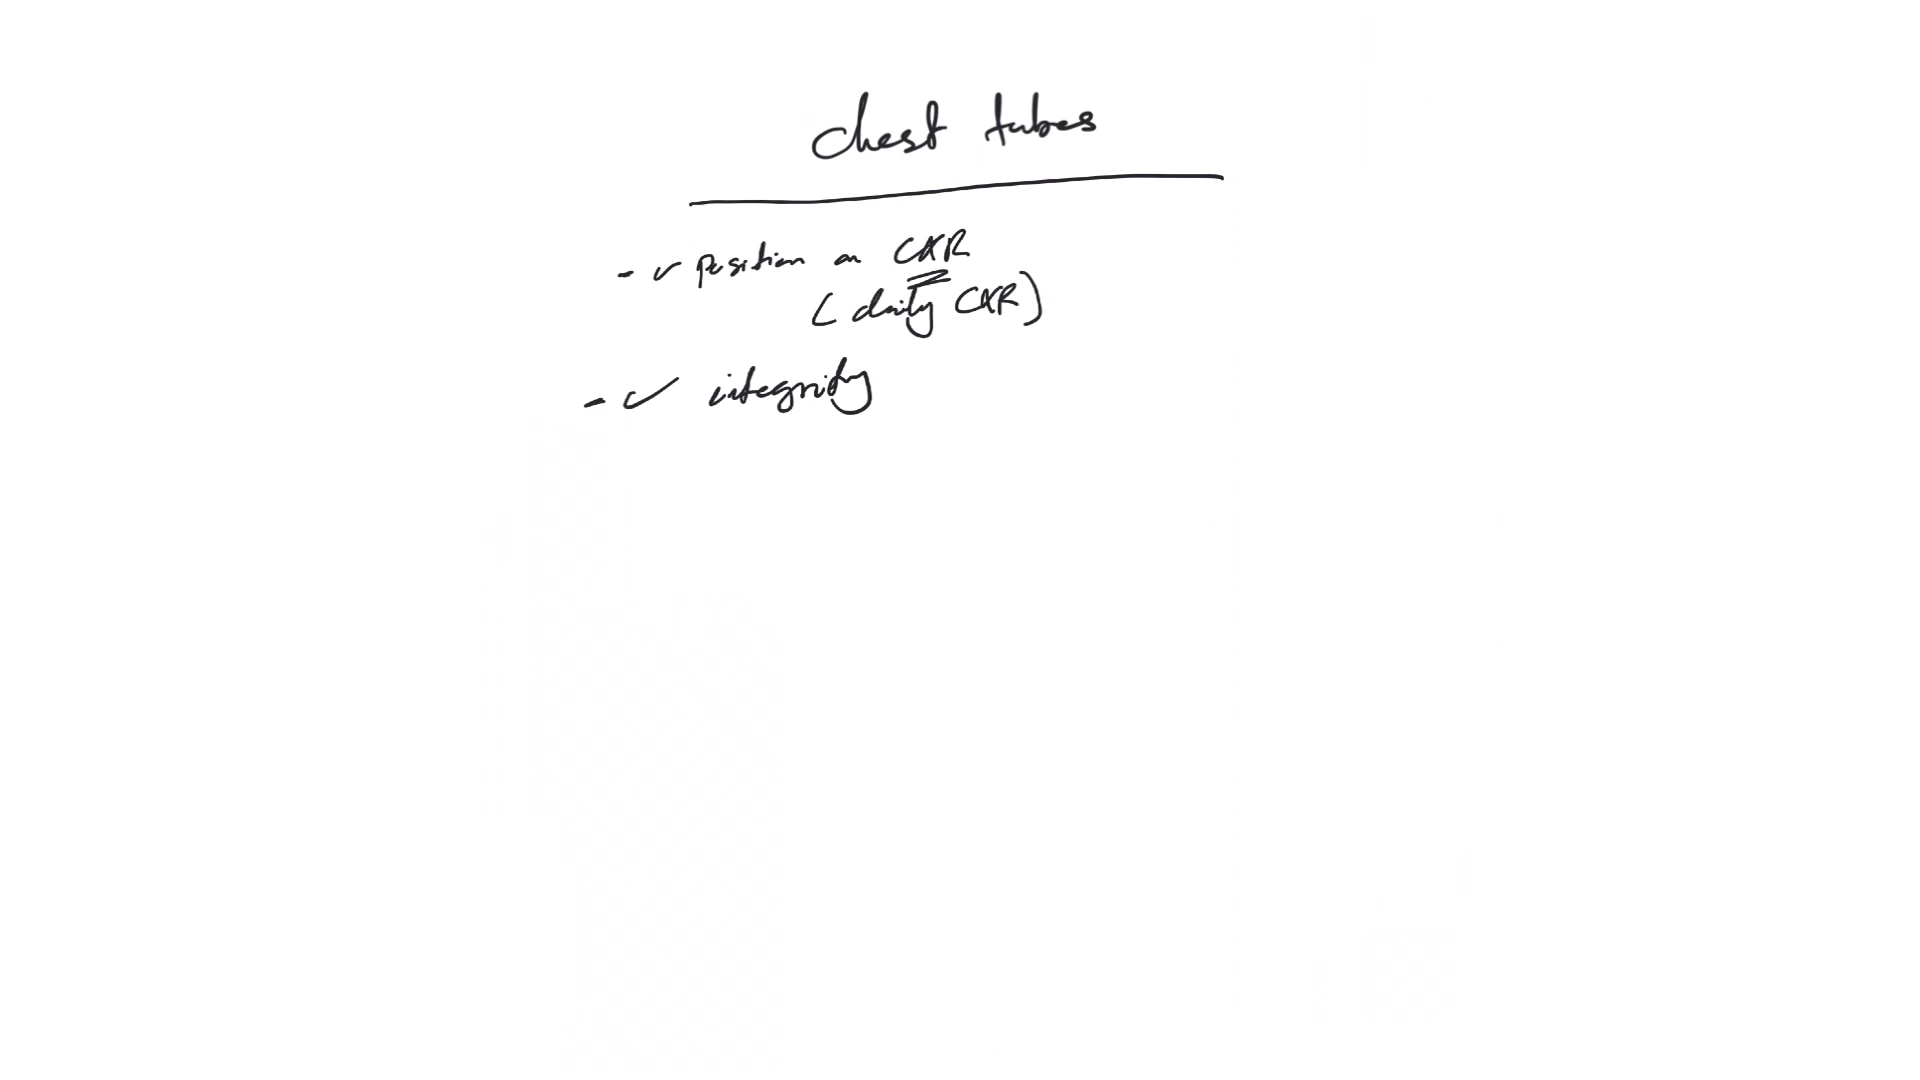 chest tubes
- ✓ position on CXR
(daily CXR)
- ✓ integrity